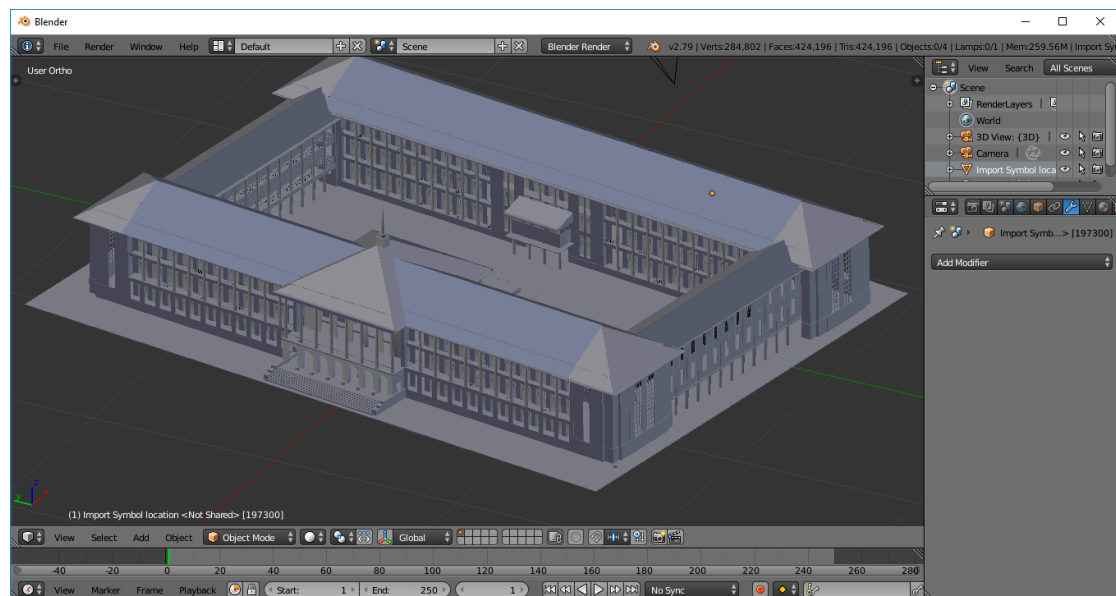 Blender
File Render Window Help Default Scene Blender Render v2.79 | Verts:284,802 | Faces:424,196 | Tris:424,196 | Objects:0/4 | Lamps:0/1 | Mem:259.56M | Import Sy
User Ortho
View Search All Scenes
Scene
RenderLayers |
World
3D View: {3D} |
Camera |
Import Symbol loca
Import Symb...> [197300]
Add Modifier
z
y x
(1) Import Symbol location <Not Shared> [197300]
View Select Add Object Object Mode Global
-40 -20 0 20 40 60 80 100 120 140 160 180 200 220 240 260 280
View Marker Frame Playback Start: 1 End: 250 1 No Sync